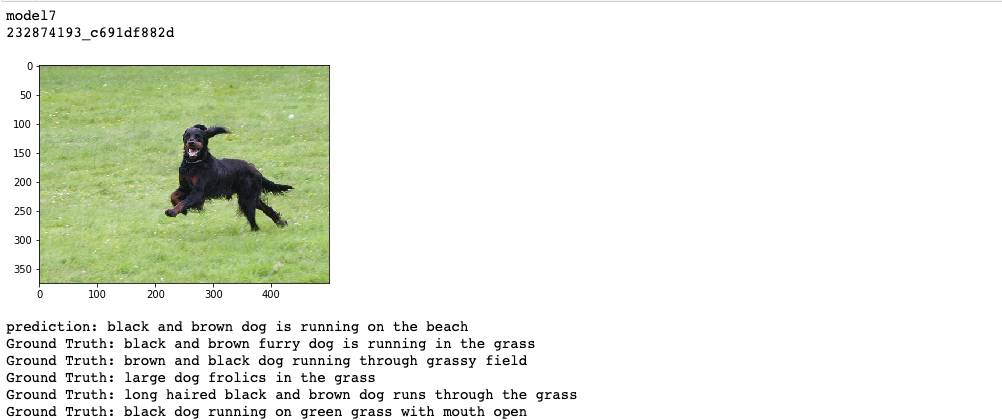 model7
232874193_c691df882d
0
50
100
150
200
250
300
350
0 100 200 300 400
prediction: black and brown dog is running on the beach
Ground Truth: black and brown furry dog is running in the grass
Ground Truth: brown and black dog running through grassy field
Ground Truth: large dog frolics in the grass
Ground Truth: long haired black and brown dog runs through the grass
Ground Truth: black dog running on green grass with mouth open